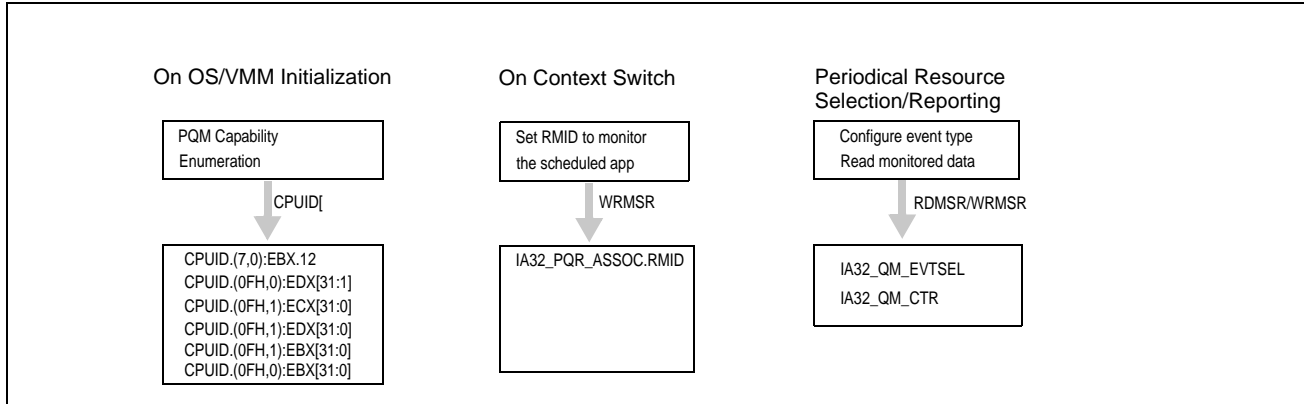 On OS/VMM Initialization
PQM Capability
Enumeration
CPUID[
CPUID.(7,0):EBX.12
CPUID.(0FH,0):EDX[31:1]
CPUID.(0FH,1):ECX[31:0]
CPUID.(0FH,1):EDX[31:0]
CPUID.(0FH,1):EBX[31:0]
CPUID.(0FH,0):EBX[31:0]
On Context Switch
Set RMID to monitor
the scheduled app
WRMSR
IA32_PQR_ASSOC.RMID
Periodical Resource
Selection/Reporting
Configure event type
Read monitored data
RDMSR/WRMSR
IA32_QM_EVTSEL
IA32_QM_CTR